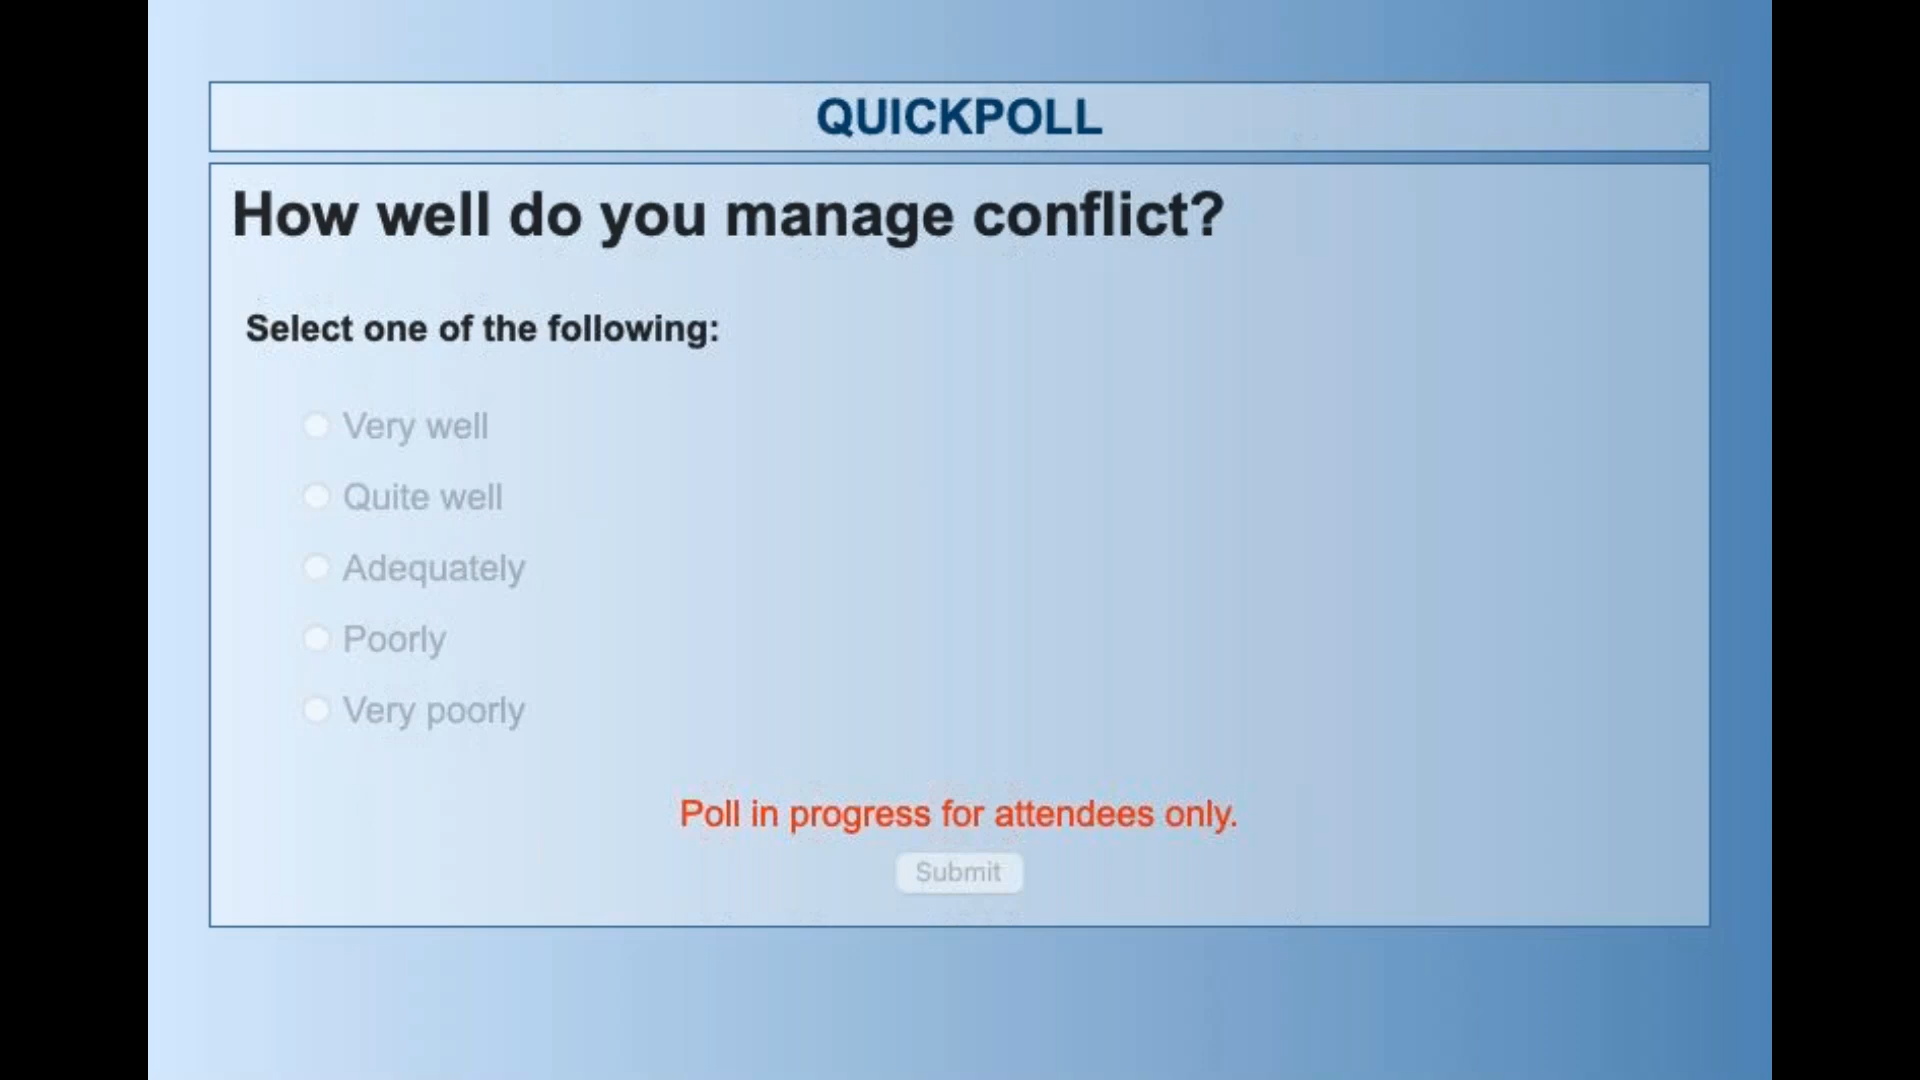 QUICKPOLL
How well do you manage conflict?
Select one of the following:
Very well
Quite well
Adequately
Poorly
Very poorly
Poll in progress for attendees only.
Submit